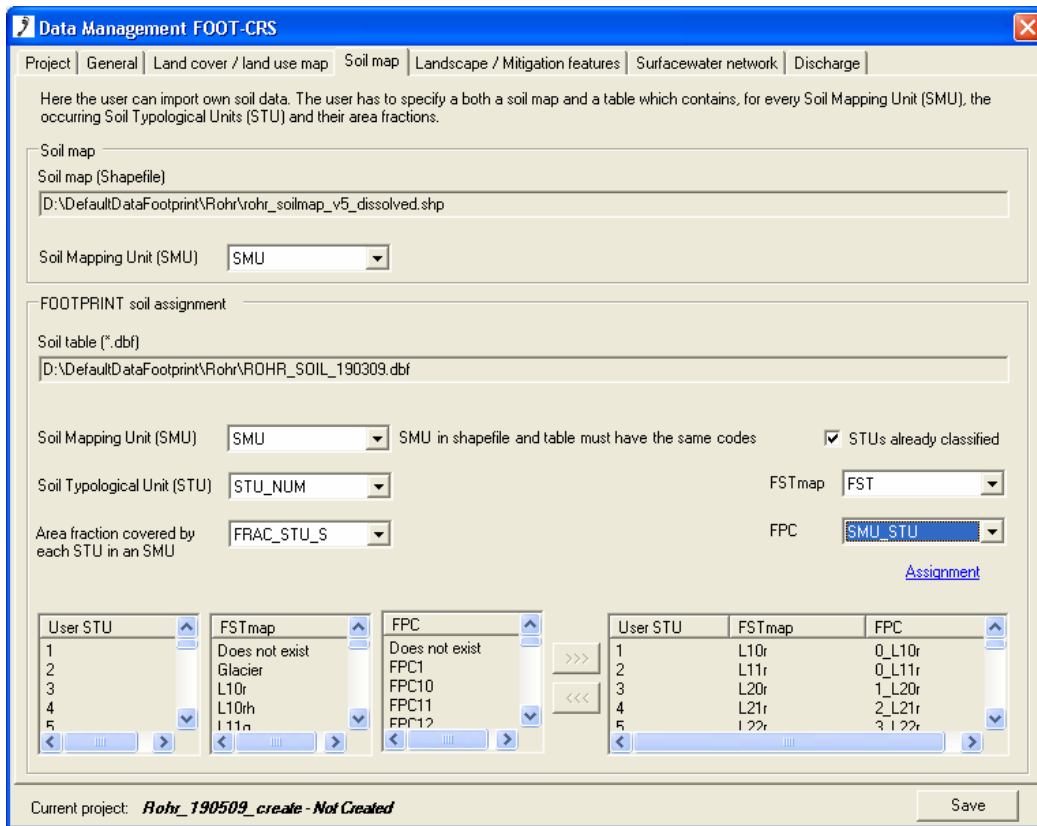 Data Management FOOT-CRS
Project General Land cover / land use map Soil map Landscape / Mitigation features Surfacewater network Discharge
Here the user can import own soil data. The user has to specify a both a soil map and a table which contains, for every Soil Mapping Unit (SMU), the
occurring Soil Typological Units (STU) and their area fractions.
Soil map
Soil map (Shapefile)
D:\DefaultDataFootprint\Rohr\rohr_soilmap_v5_dissolved.shp
Soil Mapping Unit (SMU) SMU
FOOTPRINT soil assignment
Soil table (*.dbf)
D:\DefaultDataFootprint\Rohr\ROHR_SOIL_190309.dbf
Soil Mapping Unit (SMU) SMU SMU in shapefile and table must have the same codes STUs already classified
Soil Typological Unit (STU) STU_NUM FSTmap FST
Area fraction covered by
each STU in an SMU FRAC_STU_S FPC SMU_STU
Assignment
User STU FSTmap FPC User STU FSTmap FPC
1 Does not exist Does not exist 1 L10r 0_L10r
2 Glacier FPC1 >>> 2 L11r 0_L11r
3 L10r FPC10 3 L20r 1_L20r
4 L10rh FPC11 <<< 4 L21r 2_L21r
5 L11g FPC12 5 L22r 3_L22r
Current project: Rohr_190509_create - Not Created Save